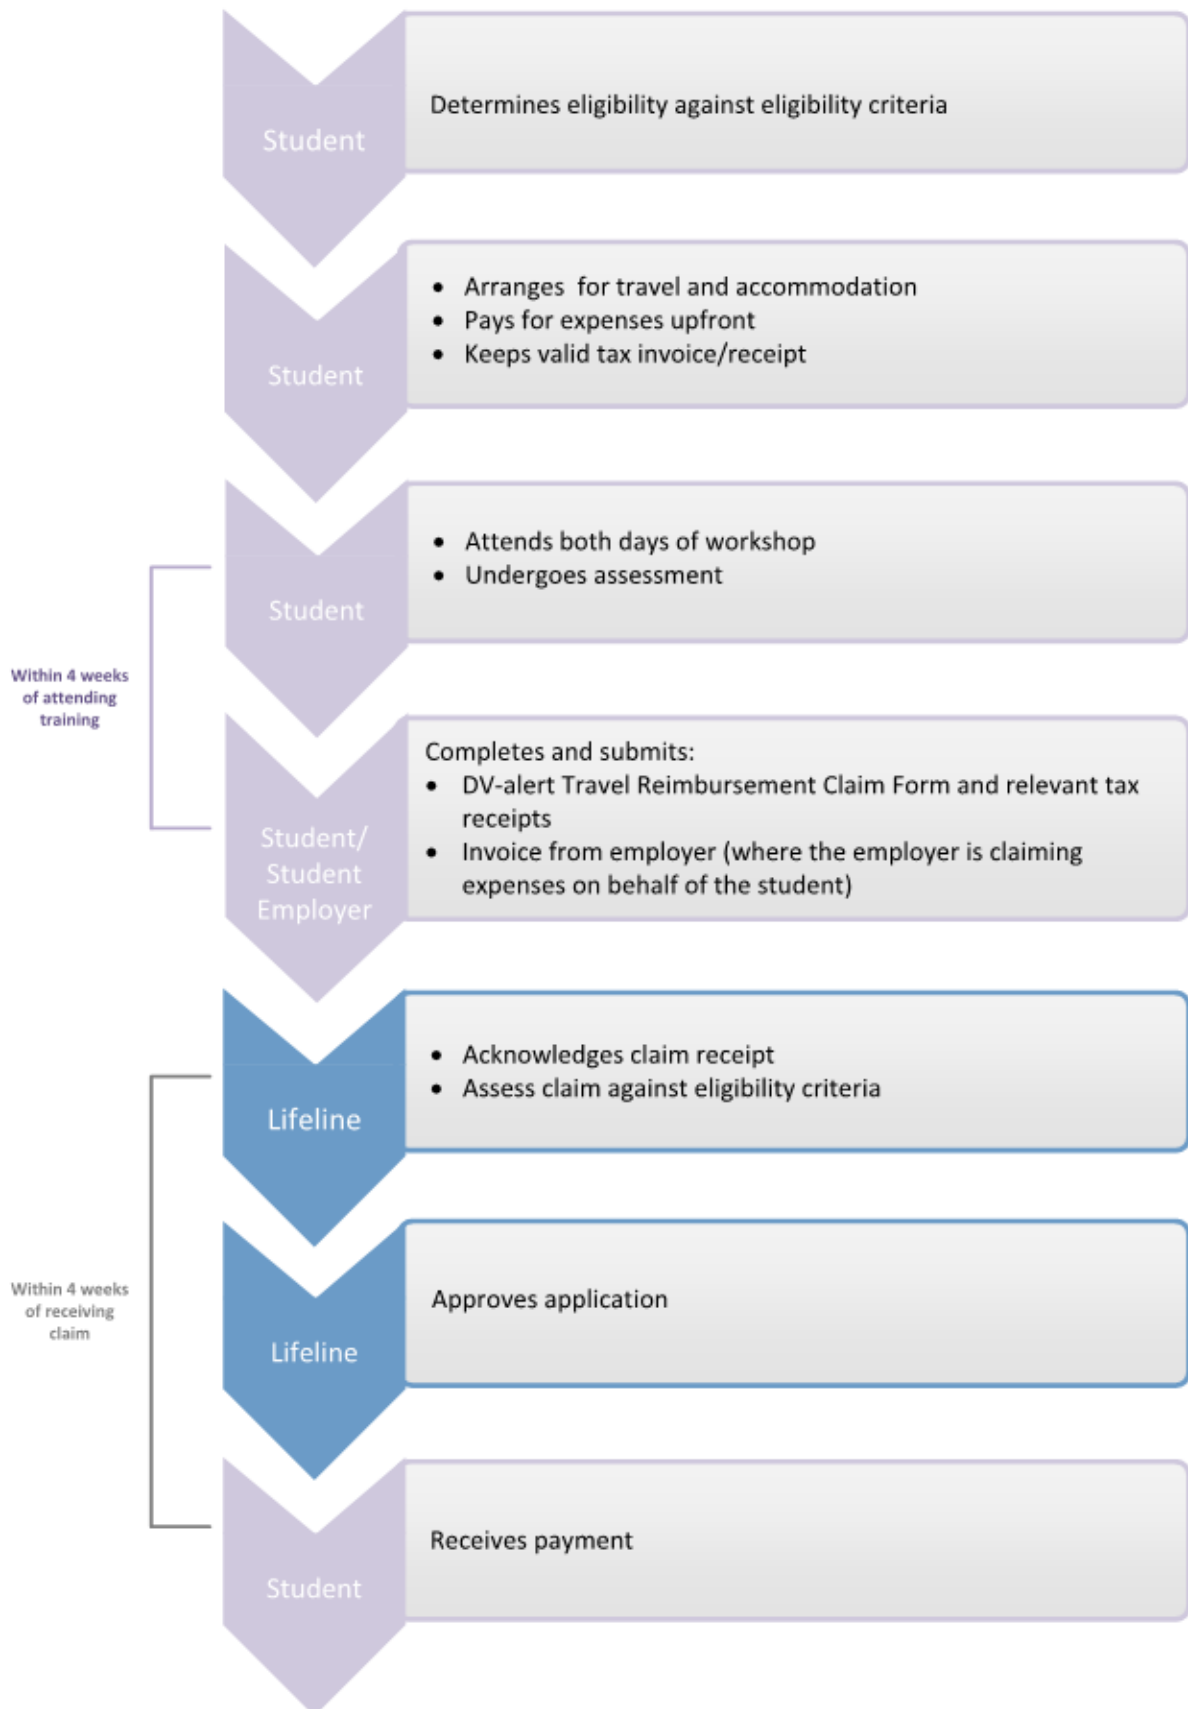 Determines eligibility against eligibility criteria
Student
• Arranges  for travel and accommodation
• Pays for expenses upfront
• Keeps valid tax invoice/receipt
Student
• Attends both days of workshop
• Undergoes assessment
Student
Within 4 weeks
of attending
training
Completes and submits:
• DV-alert Travel Reimbursement Claim Form and relevant tax
receipts
• Invoice from employer (where the employer is claiming
expenses on behalf of the student)
Student/
Student
Employer
• Acknowledges claim receipt
• Assess claim against eligibility criteria
Lifeline
Within 4 weeks
of receiving
claim
Approves application
Lifeline
Receives payment
Student